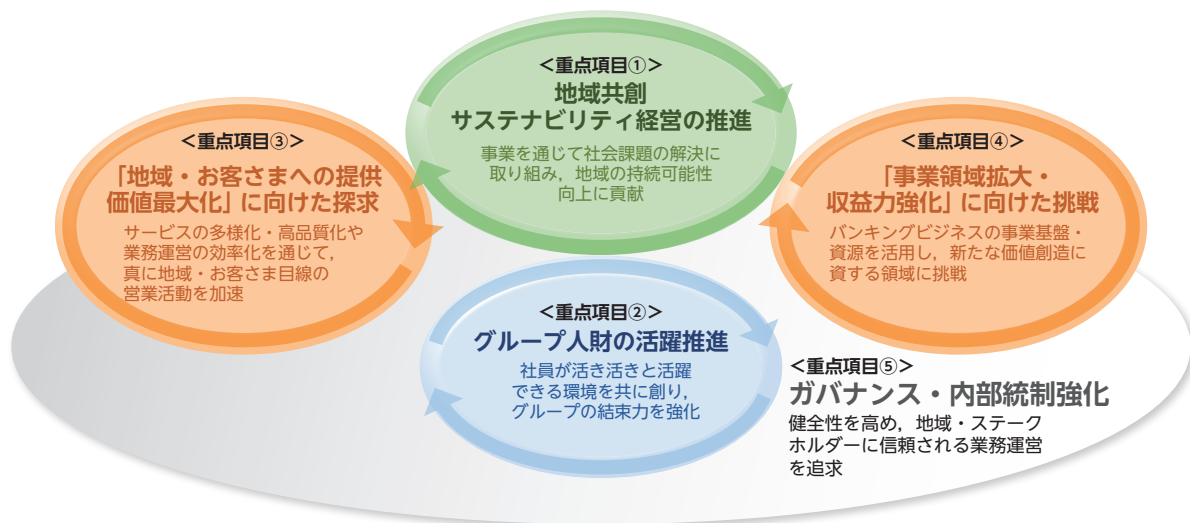 <重点項目①>
地域共創
サステナビリティ経営の推進
事業を通じて社会課題の解決に
取り組み，地域の持続可能性
向上に貢献
<重点項目③>
「地域・お客さまへの提供
価値最大化」に向けた探求
サービスの多様化・高品質化や
業務運営の効率化を通じて，
真に地域・お客さま目線の
営業活動を加速
<重点項目④>
「事業領域拡大・
収益力強化」に向けた挑戦
バンキングビジネスの事業基盤・
資源を活用し，新たな価値創造に
資する領域に挑戦
<重点項目②>
グループ人財の活躍推進
社員が活き活きと活躍
できる環境を共に創り，
グループの結束力を強化
<重点項目⑤>
ガバナンス・内部統制強化
健全性を高め，地域・ステーク
ホルダーに信頼される業務運営
を追求